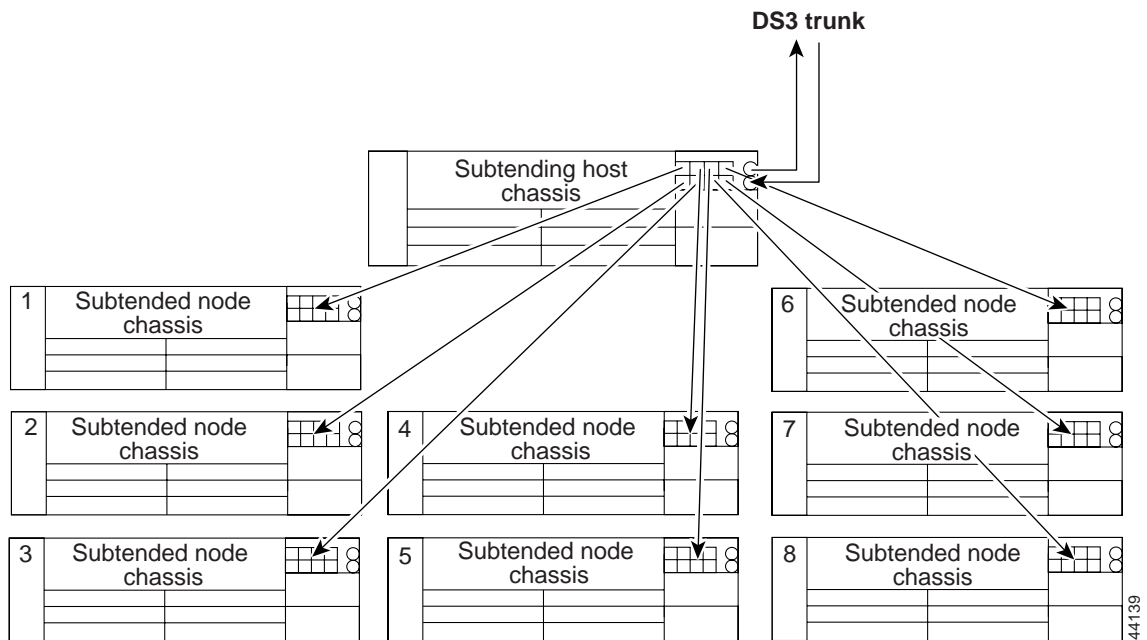 DS3 trunk
Subtending host
chassis
1
Subtended node
chassis
6
Subtended node
chassis
2
Subtended node
chassis
4
Subtended node
chassis
7
Subtended node
chassis
3
Subtended node
chassis
5
Subtended node
chassis
8
Subtended node
chassis
44139